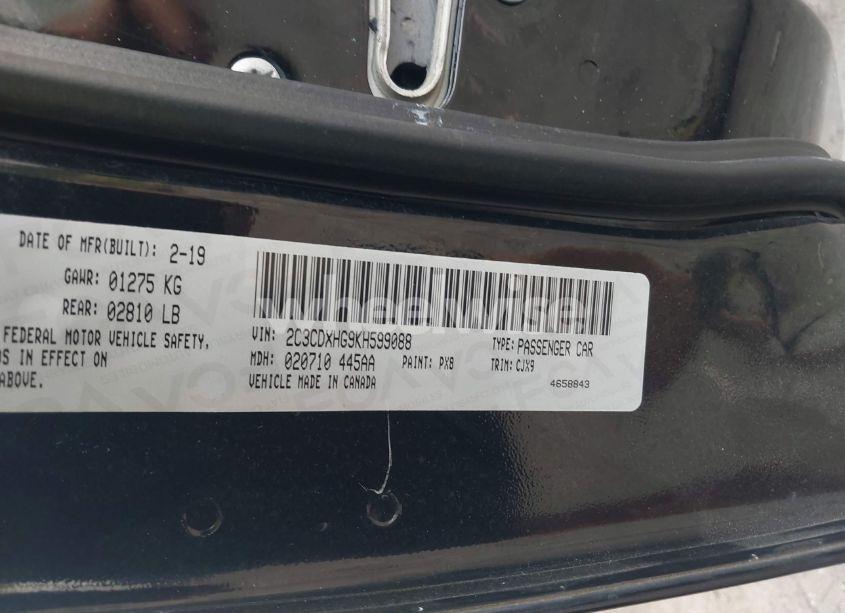 DATE OF MFR(BUILT): 2-19
GAWR: 01275 KG
REAR: 02810 LB
FEDERAL MOTOR VEHICLE SAFETY,
IN EFFECT ON
ABOVE.
wheelwise
VIN: 2C3CDXHG9KH599088
TYPE: PASSENGER CAR
MDH: 020710 445AA
PAINT: PX8
TRIM: CJX9
VEHICLE MADE IN CANADA
4658843